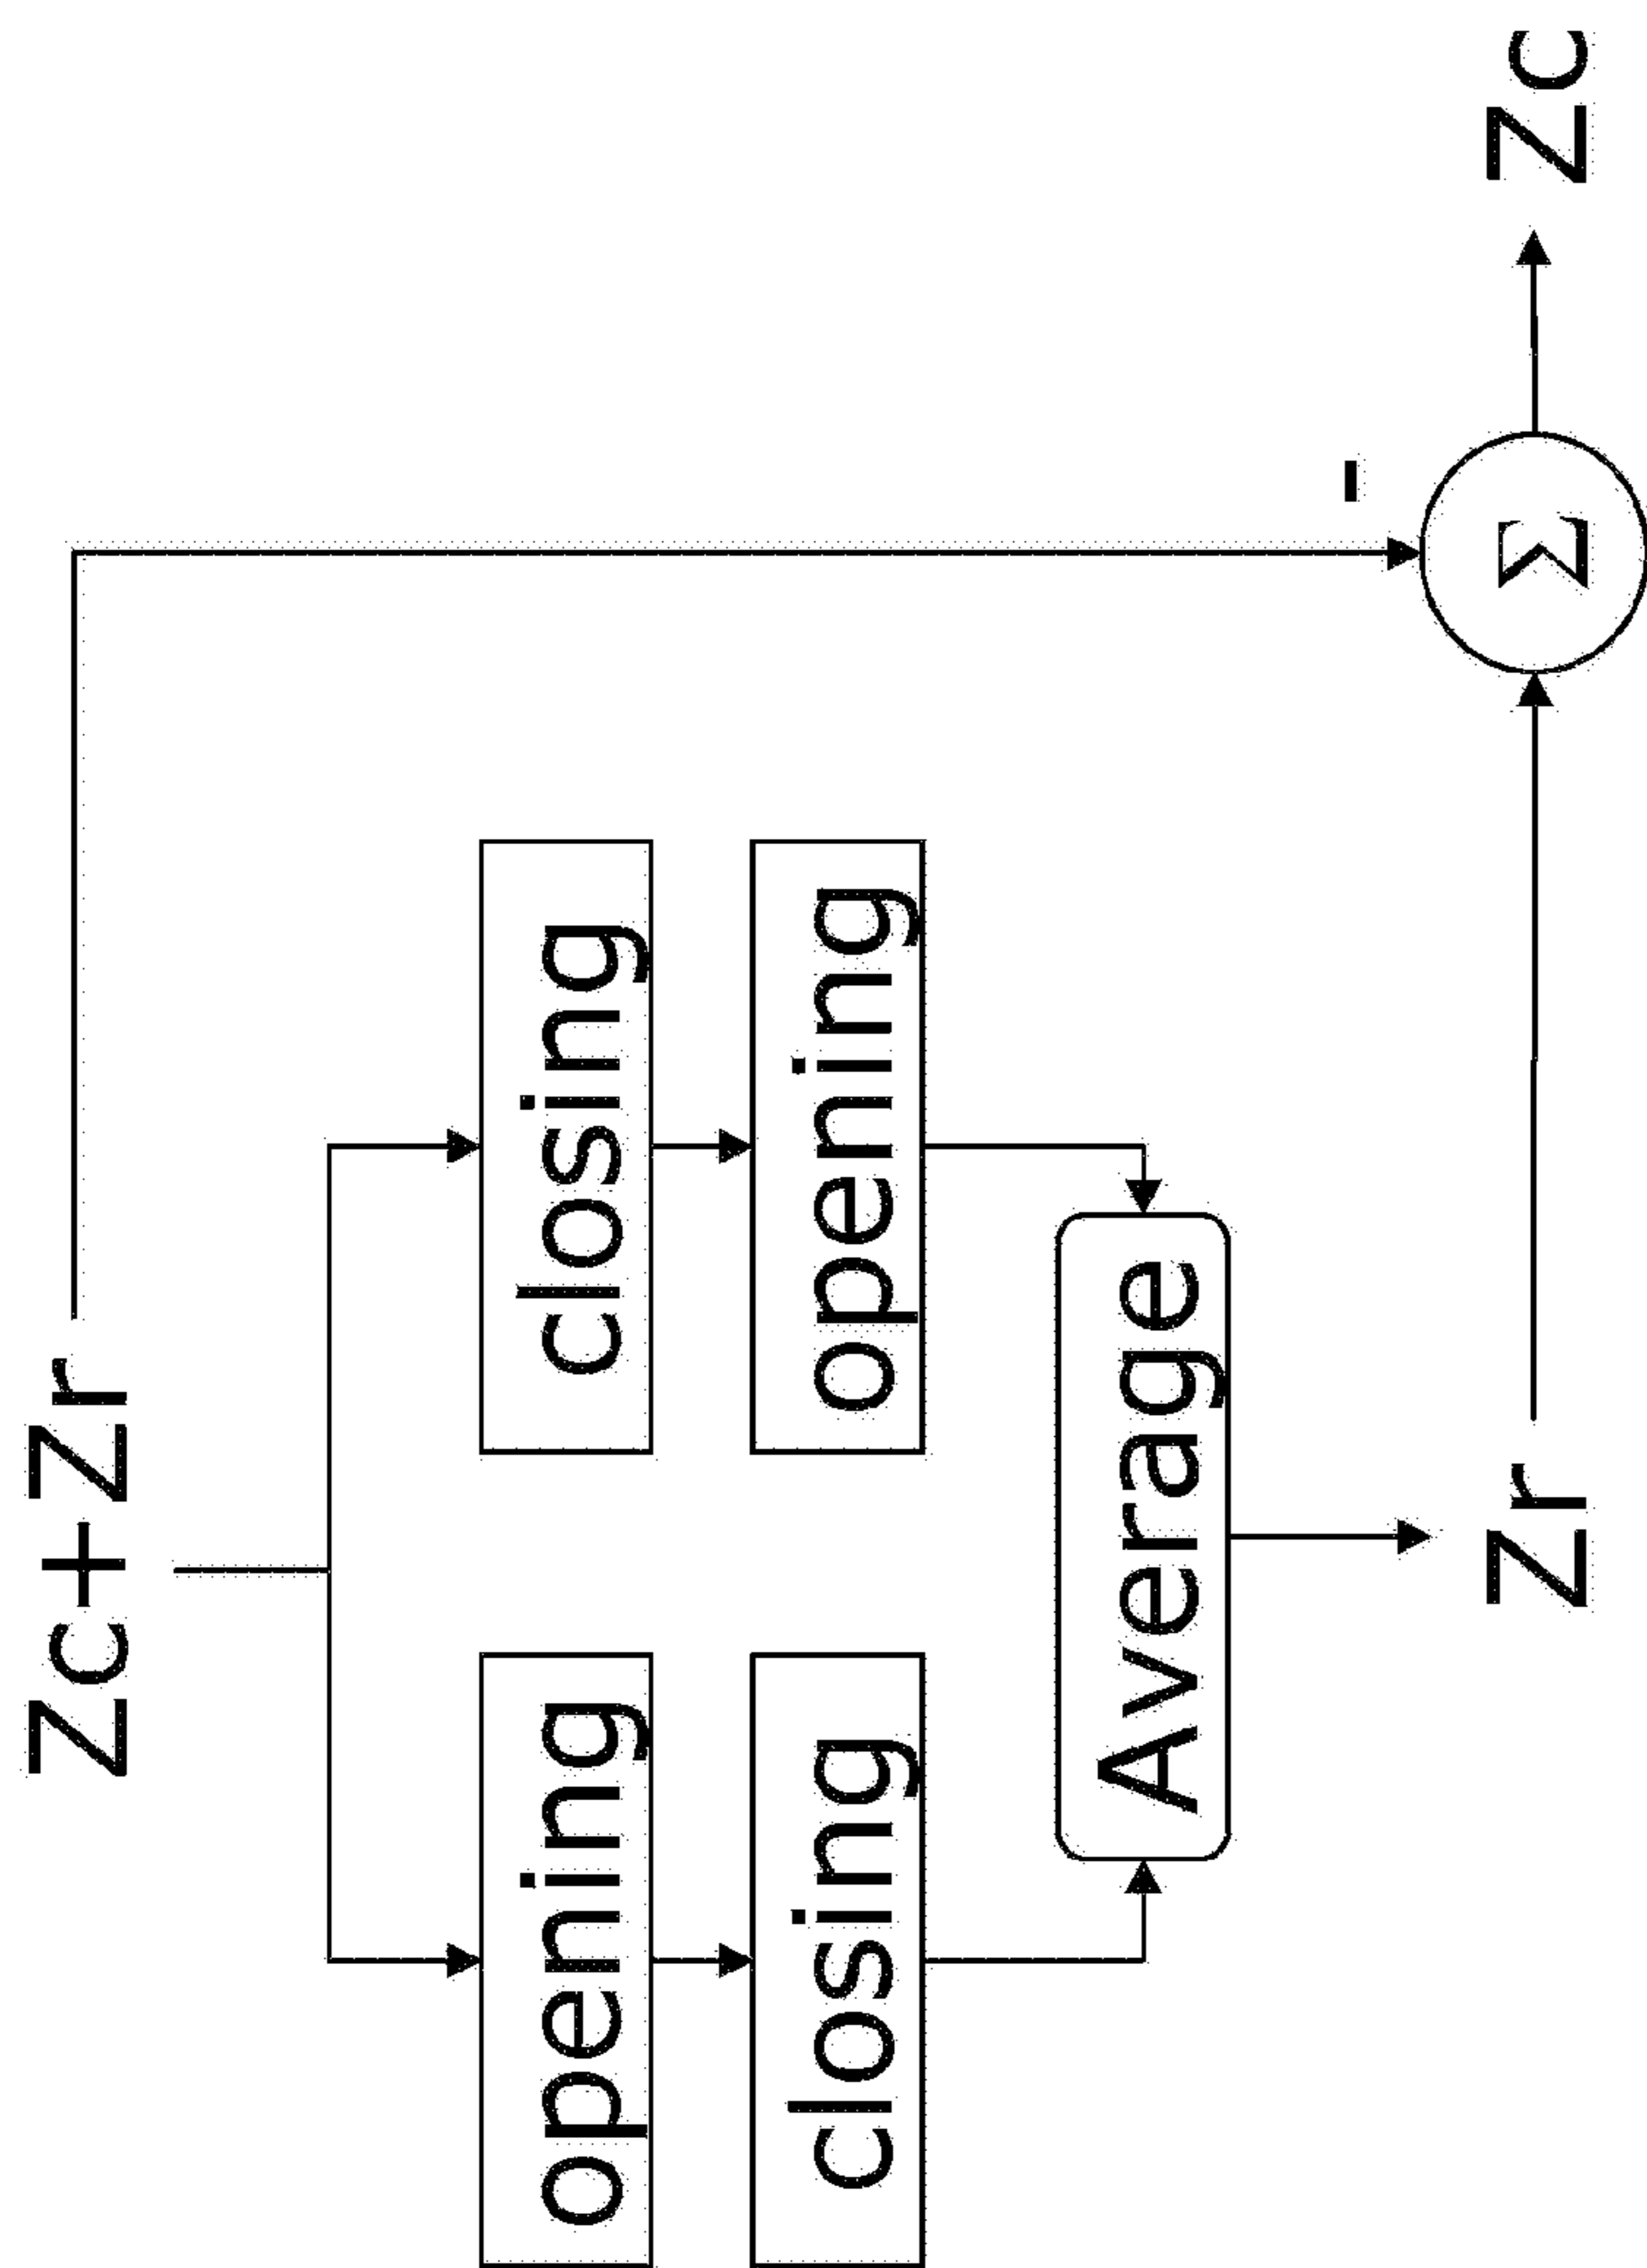 Zc+Zr
opening
closing
closing
opening
Average
-
Zr
Σ
Zc